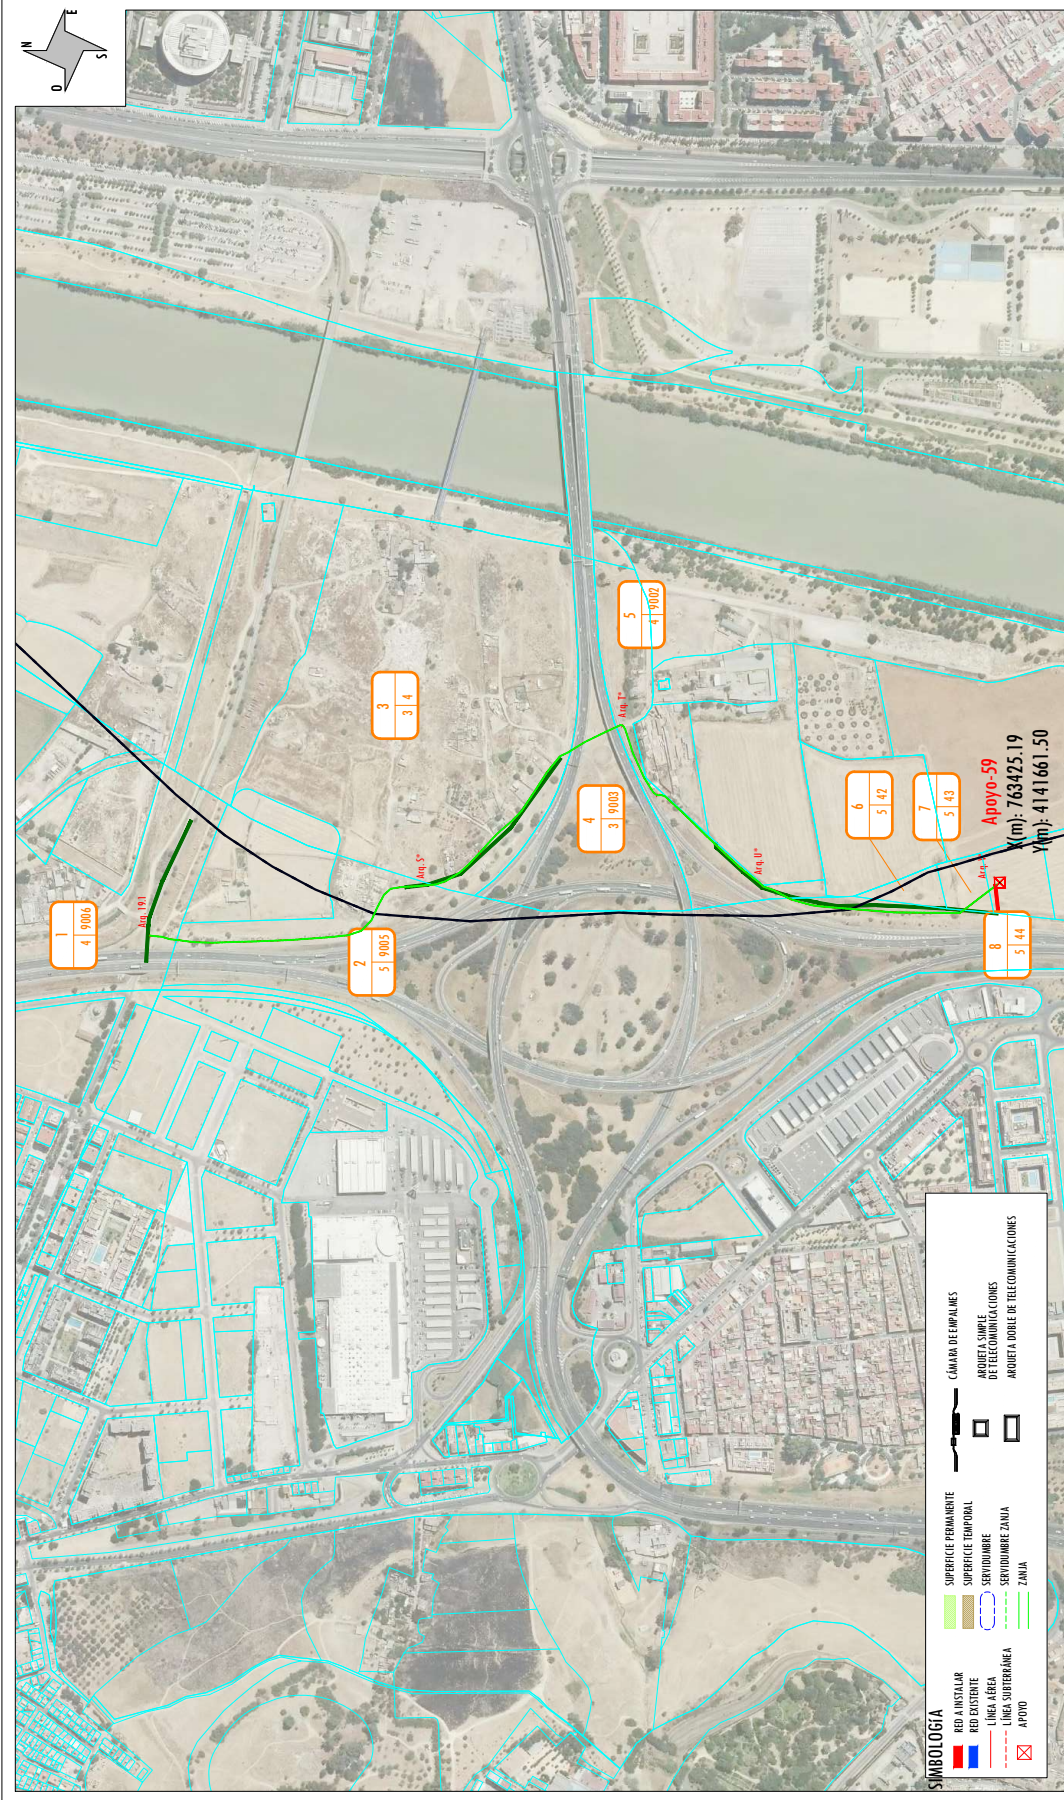 N
E
S
O
1
4 9006
Arq. 19.1
2
5 9005
Arq. S*
3
3 4
4
3 9003
5
4 9002
Arq. T*
Arq. U*
6
5 42
7
5 43
8
5 44
Apoyo-59
X(m): 763425.19
Y(m): 4141661.50
SIMBOLOGÍA
RED A INSTALAR
RED EXISTENTE
LÍNEA AÉREA
LÍNEA SUBTERRÁNEA
APOYO
SUPERFICIE PERMANENTE
SUPERFICIE TEMPORAL
SERVIDUMBRE
SERVIDUMBRE ZANJA
ZANJA
CÁMARA DE EMPALMES
ARQUETA SIMPLE
DE TELECOMUNICACIONES
ARQUETA DOBLE DE TELECOMUNICACIONES